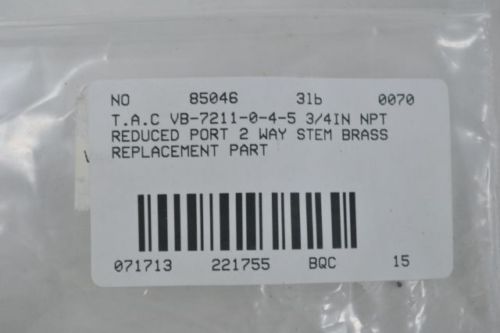 NO 85046 3lb 0070
T.A.C VB-7211-0-4-5 3/4IN NPT
REDUCED PORT 2 WAY STEM BRASS
REPLACEMENT PART
071713 221755 BQC 15